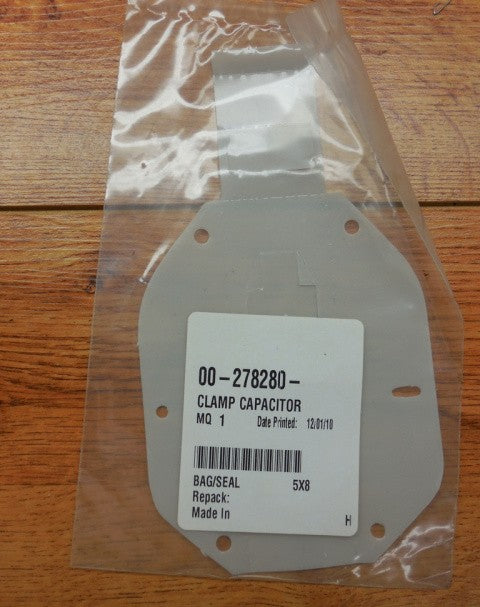 00-278280-
CLAMP CAPACITOR
MQ 1 Date Printed: 12/01/10
BAG/SEAL 5X8
Repack:
Made In
H